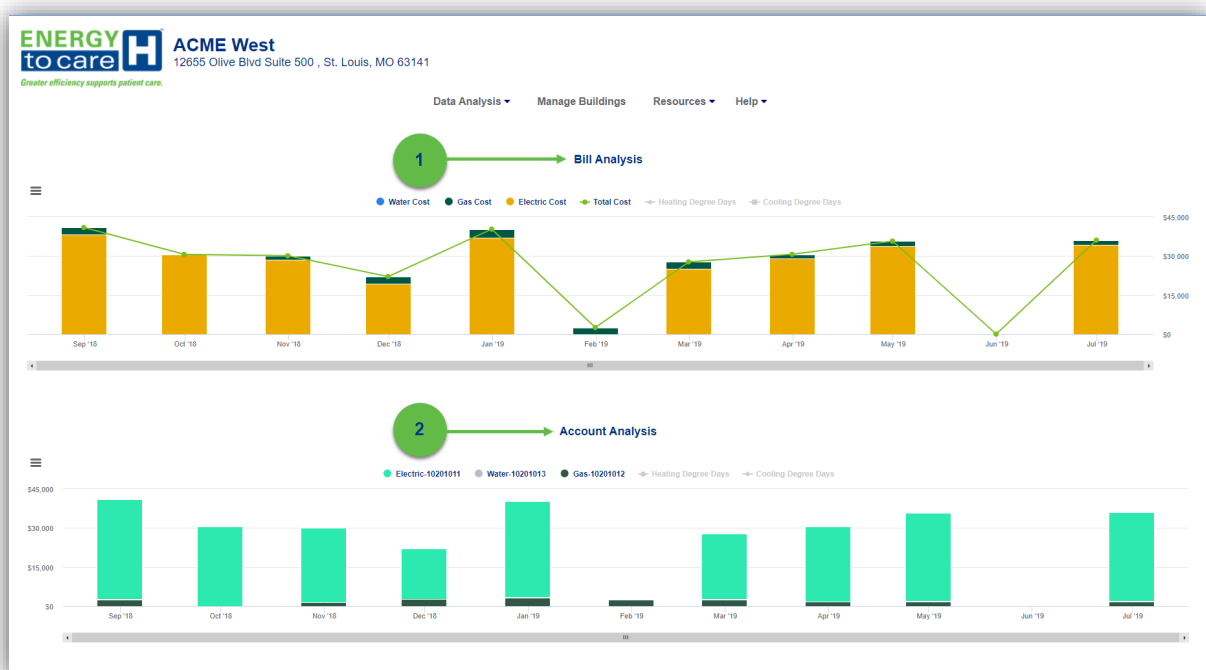 ENERGY
to care H
Greater efficiency supports patient care.
ACME West
12655 Olive Blvd Suite 500 , St. Louis, MO 63141
Data Analysis Manage Buildings Resources Help
1 Bill Analysis
Water Cost Gas Cost Electric Cost Total Cost Heating Degree Days Cooling Degree Days
$45,000
$30,000
$15,000
$0
Sep '18 Oct '18 Nov '18 Dec '18 Jan '19 Feb '19 Mar '19 Apr '19 May '19 Jun '19 Jul '19
2 Account Analysis
Electric-10201011 Water-10201013 Gas-10201012 Heating Degree Days Cooling Degree Days
$45,000
$30,000
$15,000
$0
Sep '18 Oct '18 Nov '18 Dec '18 Jan '19 Feb '19 Mar '19 Apr '19 May '19 Jun '19 Jul '19